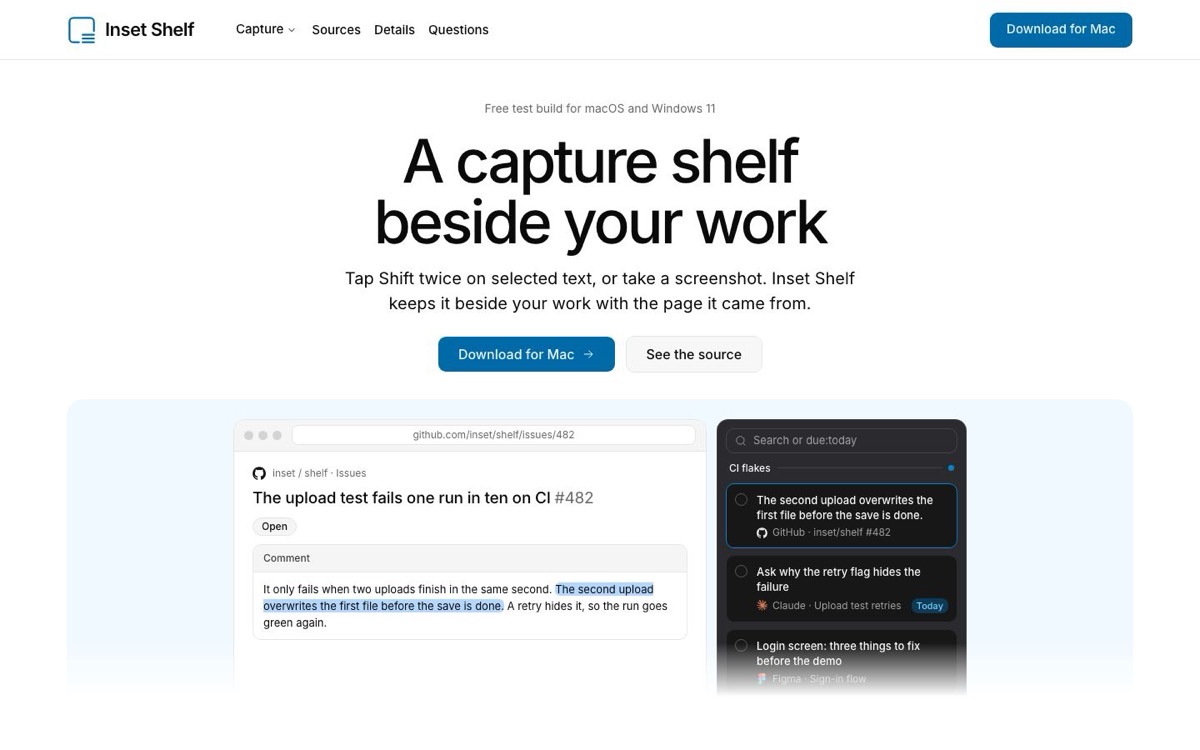 Inset Shelf
Capture
Sources
Details
Questions
Download for Mac
Free test build for macOS and Windows 11
A capture shelf
beside your work
Tap Shift twice on selected text, or take a screenshot. Inset Shelf
keeps it beside your work with the page it came from.
Download for Mac →
See the source
github.com/inset/shelf/issues/482
inset / shelf · Issues
The upload test fails one run in ten on CI #482
Open
Comment
It only fails when two uploads finish in the same second. The second upload
overwrites the first file before the save is done. A retry hides it, so the run goes
green again.
Search or due:today
CI flakes
The second upload overwrites the
first file before the save is done.
GitHub · inset/shelf #482
Ask why the retry flag hides the
failure
Claude · Upload test retries
Today
Login screen: three things to fix
before the demo
Figma · Sign-in flow